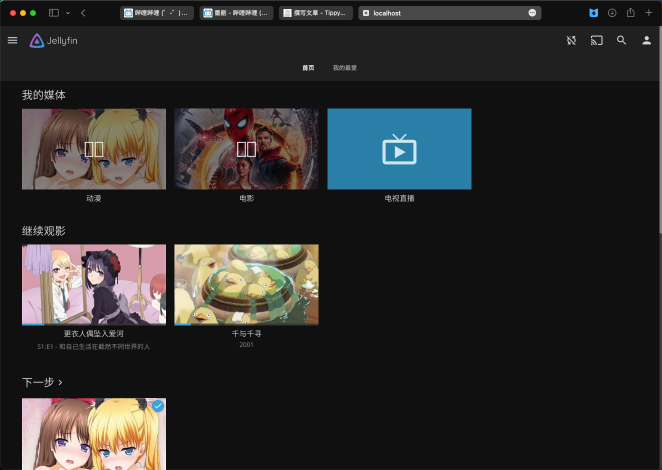 哔哩哔哩 (゜-゜)つ...
番剧 - 哔哩哔哩 (...
撰写文章 - Tippy...
localhost
Jellyfin
首页 我的最爱
我的媒体
动漫 电影 电视直播
继续观影
更衣人偶坠入爱河 千与千寻
S1:E1 - 和自己生活在截然不同世界的人 2001
下一步